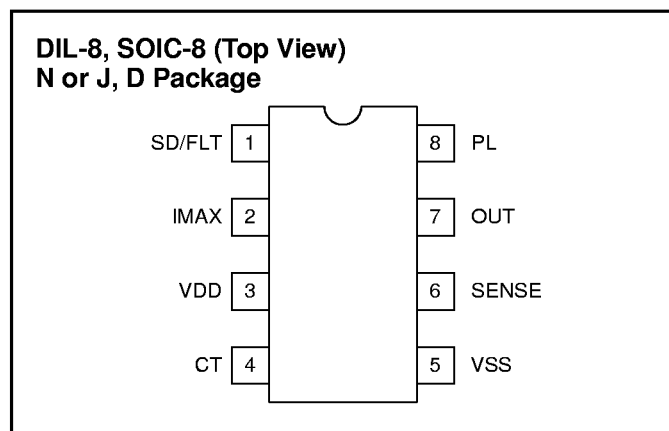 DIL-8, SOIC-8 (Top View)
N or J, D Package
SD/FLT 1 8 PL
IMAX 2 7 OUT
VDD 3 6 SENSE
CT 4 5 VSS